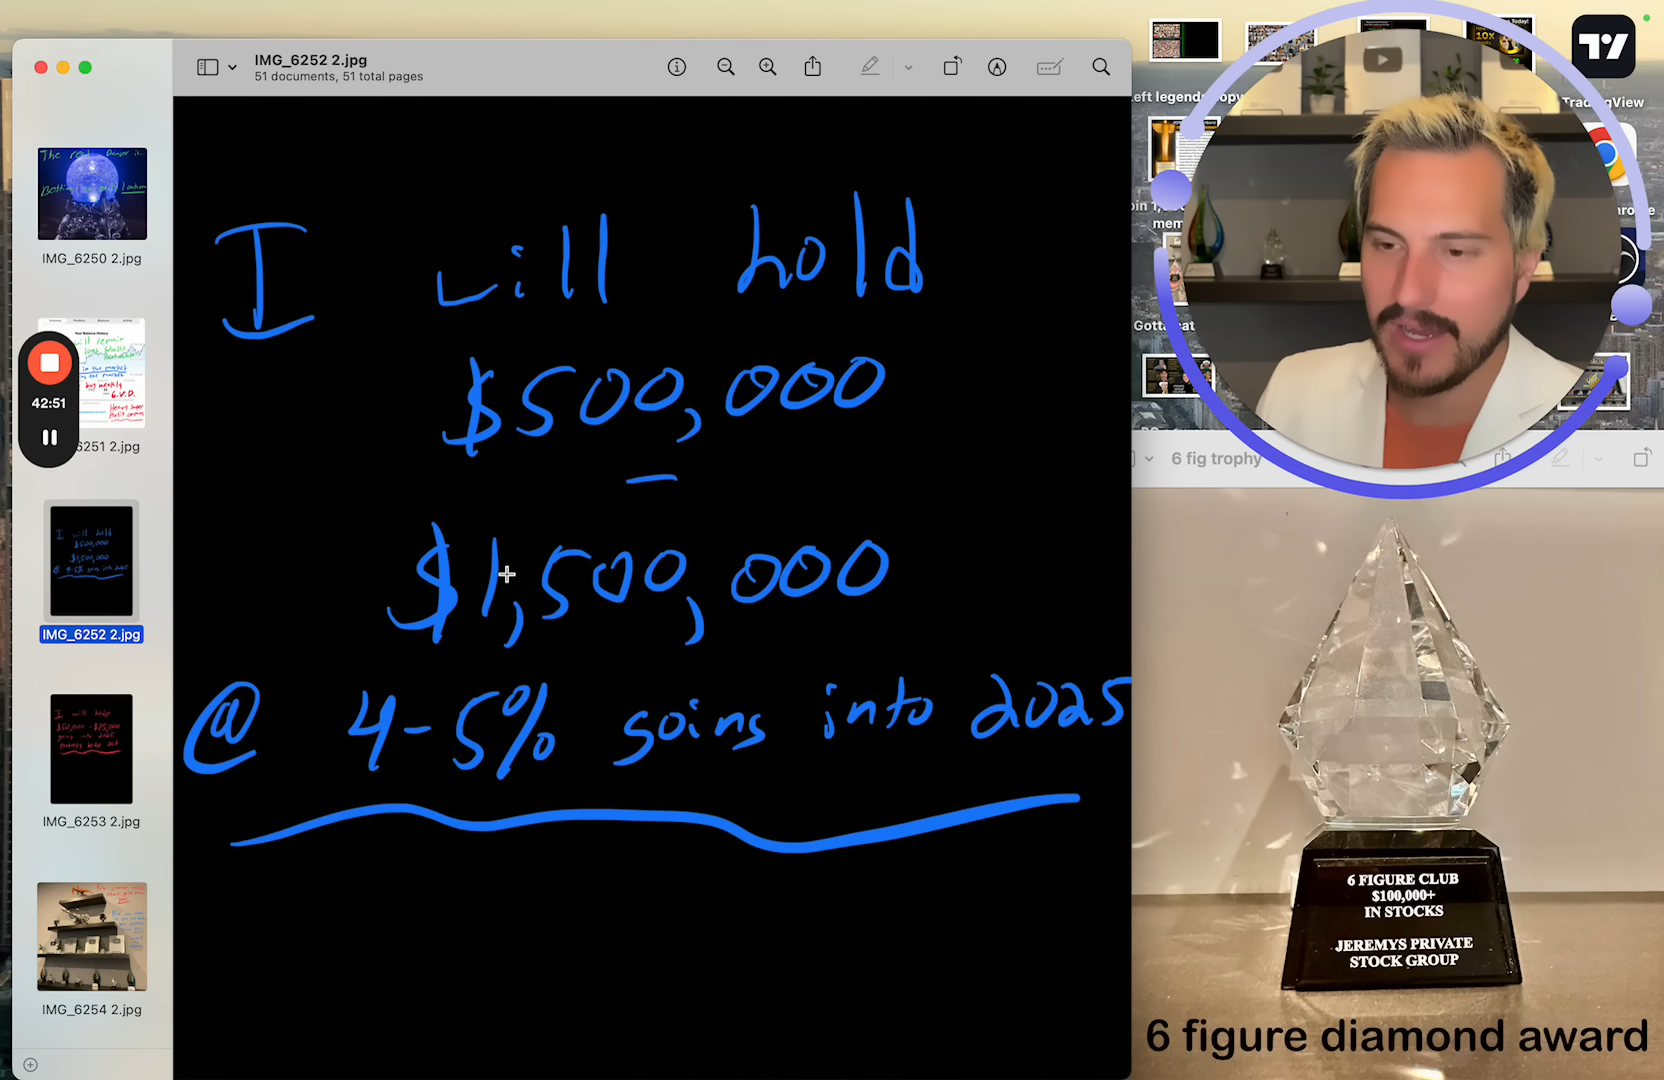 IMG_6252 2.jpg
51 documents, 51 total pages
I will hold
$500,000
–
$1,500,000
@ 4-5% going into 2025
IMG_6250 2.jpg
42:51
6251 2.jpg
IMG_6252 2.jpg
IMG_6253 2.jpg
IMG_6254 2.jpg
TradingView
6 fig trophy
6 FIGURE CLUB
$100,000+
IN STOCKS
JEREMYS PRIVATE
STOCK GROUP
6 figure diamond award